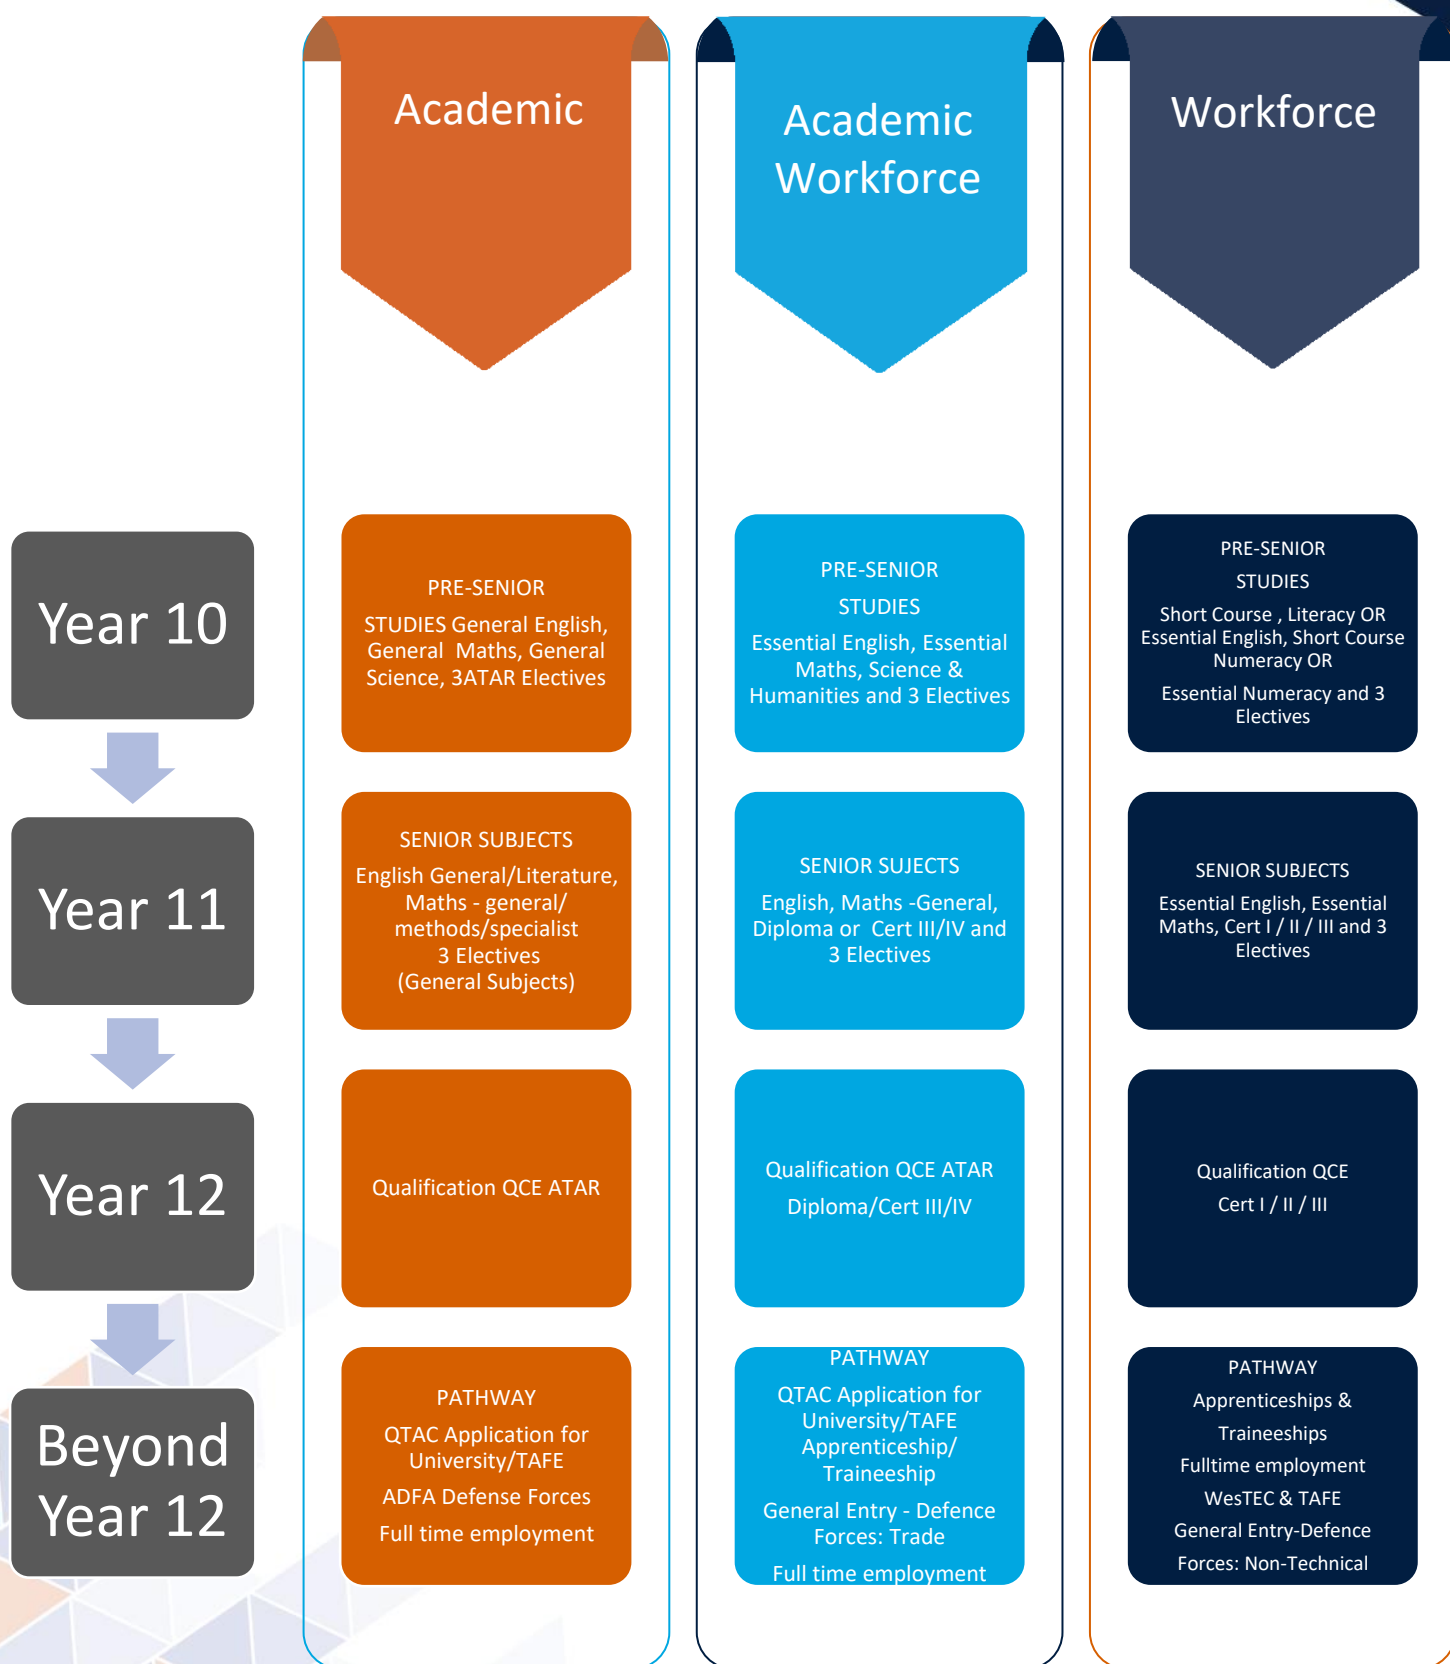 Academic
Academic
Workforce
Workforce
Year 10
PRE-SENIOR
STUDIES General English,
General Maths, General
Science, 3ATAR Electives
PRE-SENIOR
STUDIES
Essential English, Essential
Maths, Science &
Humanities and 3 Electives
PRE-SENIOR
STUDIES
Short Course , Literacy OR
Essential English, Short Course
Numeracy OR
Essential Numeracy and 3
Electives
Year 11
SENIOR SUBJECTS
English General/Literature,
Maths - general/
methods/specialist
3 Electives
(General Subjects)
SENIOR SUJECTS
English, Maths -General,
Diploma or Cert III/IV and
3 Electives
SENIOR SUBJECTS
Essential English, Essential
Maths, Cert I / II / III and 3
Electives
Year 12
Qualification QCE ATAR
Qualification QCE ATAR
Diploma/Cert III/IV
Qualification QCE
Cert I / II / III
Beyond
Year 12
PATHWAY
QTAC Application for
University/TAFE
ADFA Defense Forces
Full time employment
PATHWAY
QTAC Application for
University/TAFE
Apprenticeship/
Traineeship
General Entry - Defence
Forces: Trade
Full time employment
PATHWAY
Apprenticeships &
Traineeships
Fulltime employment
WesTEC & TAFE
General Entry-Defence
Forces: Non-Technical